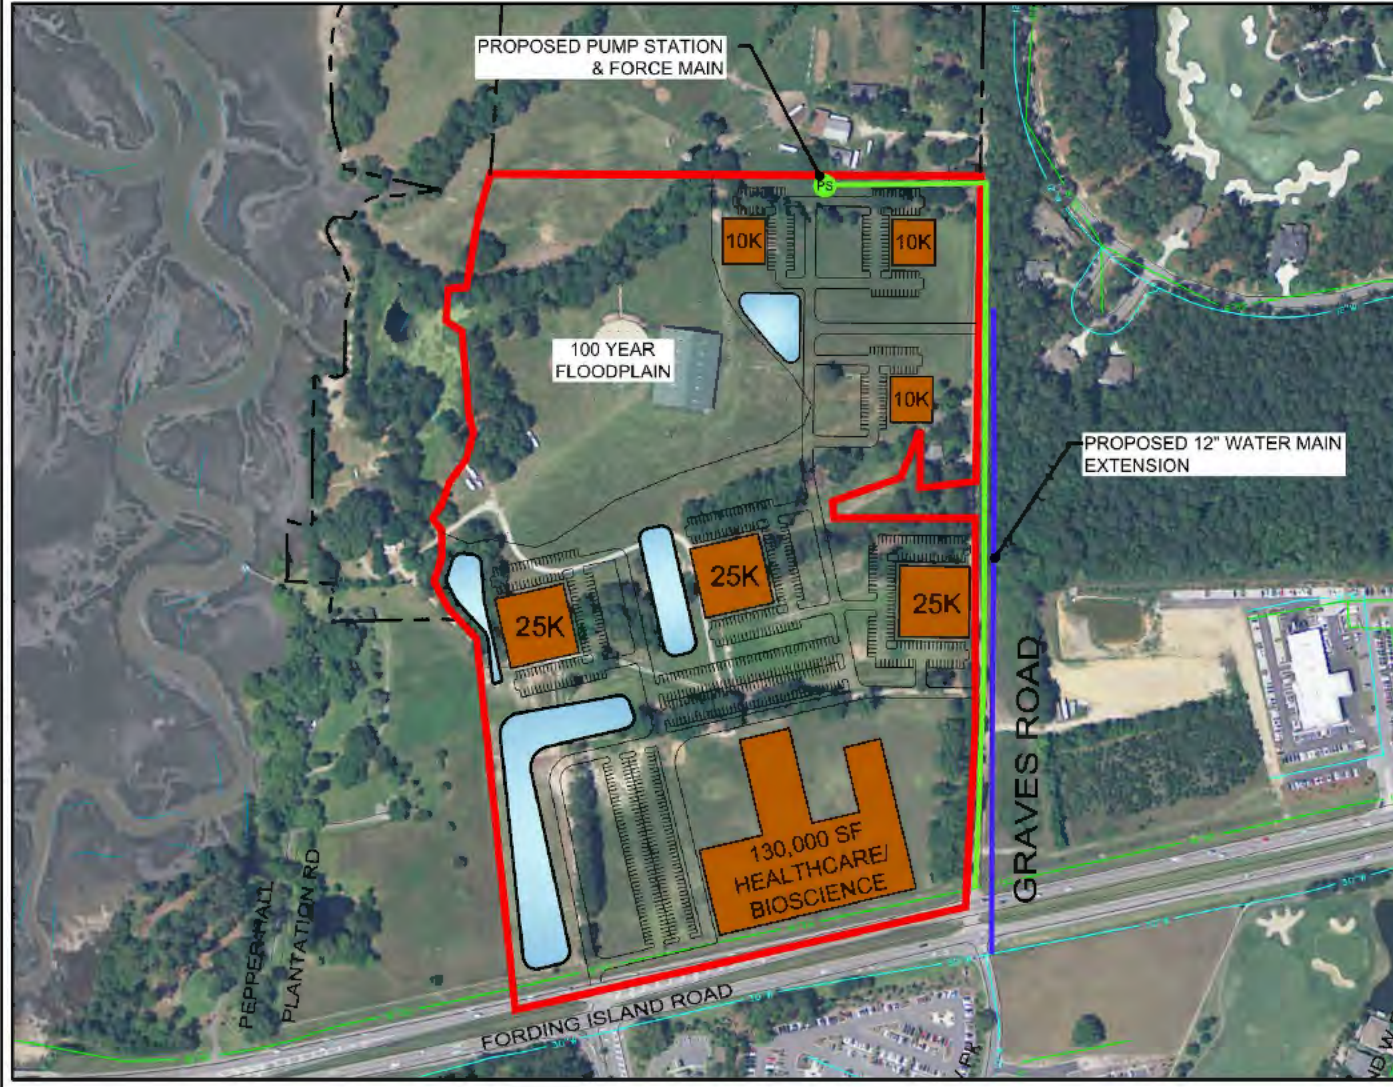 PROPOSED PUMP STATION
& FORCE MAIN
PS
10K
10K
100 YEAR
FLOODPLAIN
10K
PROPOSED 12" WATER MAIN
EXTENSION
25K
25K
25K
GRAVES ROAD
130,000 SF
HEALTHCARE/
BIOSCIENCE
PEPPER HALL
PLANTATION RD
FORDING ISLAND ROAD